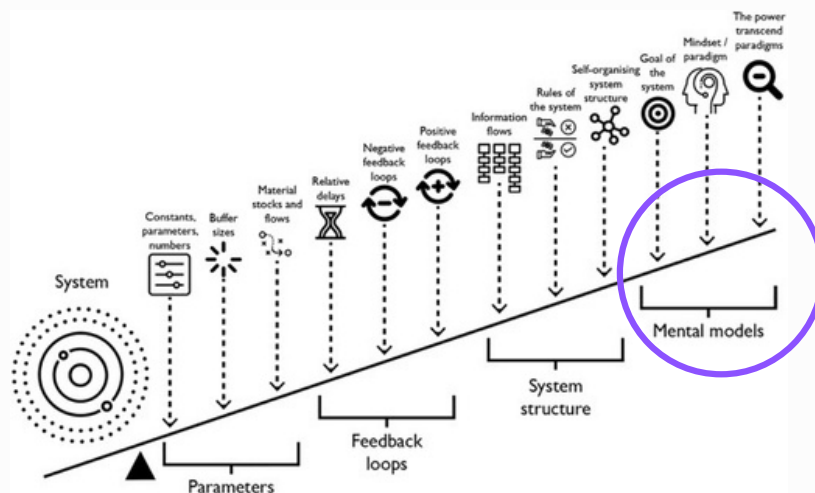 System
Constants,
parameters,
numbers
Buffer
sizes
Material
stocks and
flows
Relative
delays
Negative
feedback
loops
Positive
feedback
loops
Information
flows
Rules of
the system
Self-organising
system
structure
Goal of
the
system
Mindset /
paradigm
The power
transcend
paradigms
Parameters
Feedback
loops
System
structure
Mental models